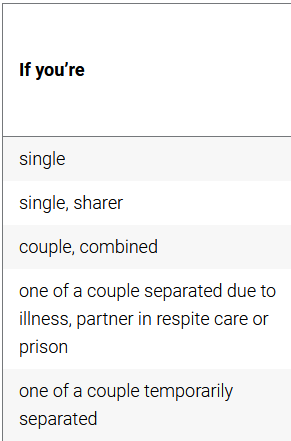 If you’re
single
single, sharer
couple, combined
one of a couple separated due to
illness, partner in respite care or
prison
one of a couple temporarily
separated